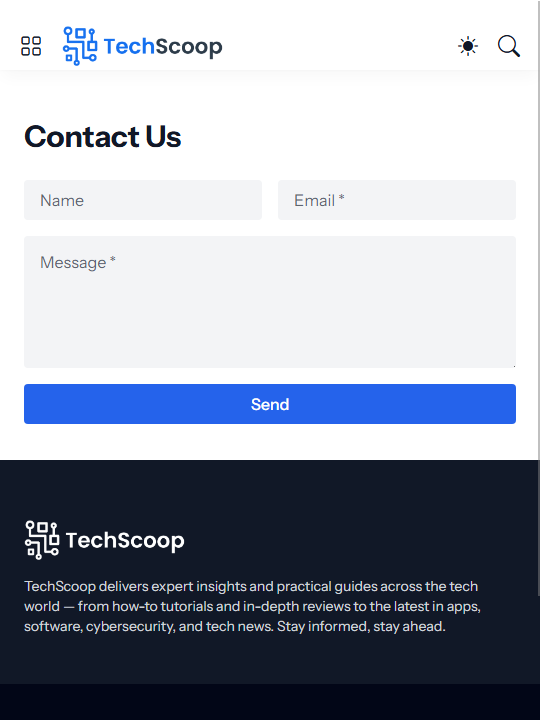 TechScoop
Contact Us
Name
Email *
Message *
Send
TechScoop
TechScoop delivers expert insights and practical guides across the tech
world — from how-to tutorials and in-depth reviews to the latest in apps,
software, cybersecurity, and tech news. Stay informed, stay ahead.